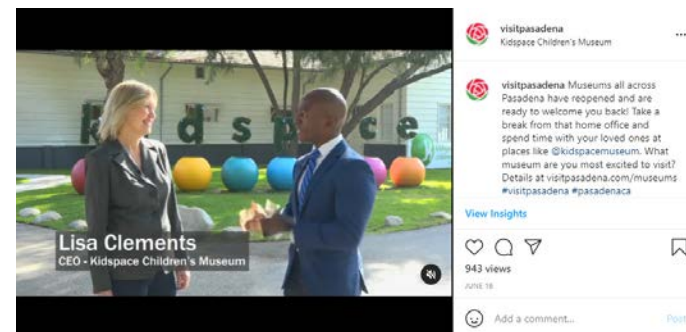 kidspace
Lisa Clements
CEO - Kidspace Children's Museum
visitpasadena
Kidspace Children's Museum
visitpasadena Museums all across
Pasadena have reopened and are
ready to welcome you back! Take a
break from that home office and
spend time with your loved ones at
places like @kidspacemuseum. What
museum are you most excited to visit?
Details at visitpasadena.com/museums
#visitpasadena #pasadenaca
View Insights
943 views
JUNE 16
Add a comment...
Post